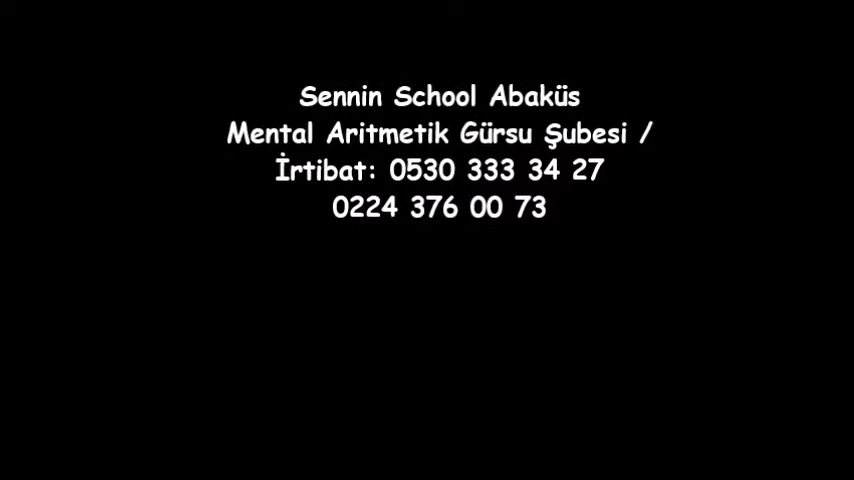 Sennin School Abaküs
Mental Aritmetik Gürsu Şubesi /
İrtibat: 0530 333 34 27
0224 376 00 73